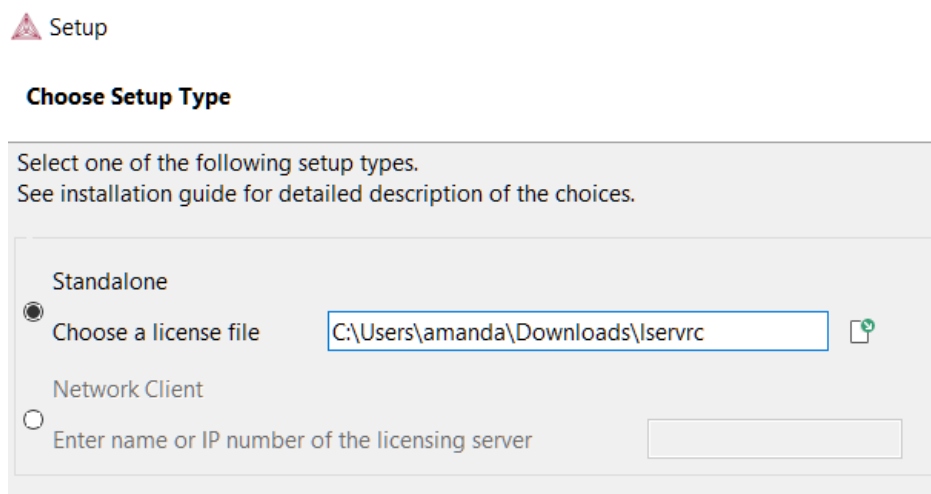 Setup
Choose Setup Type
Select one of the following setup types.
See installation guide for detailed description of the choices.
Standalone
Choose a license file
C:\Users\amanda\Downloads\lservrc
Network Client
Enter name or IP number of the licensing server